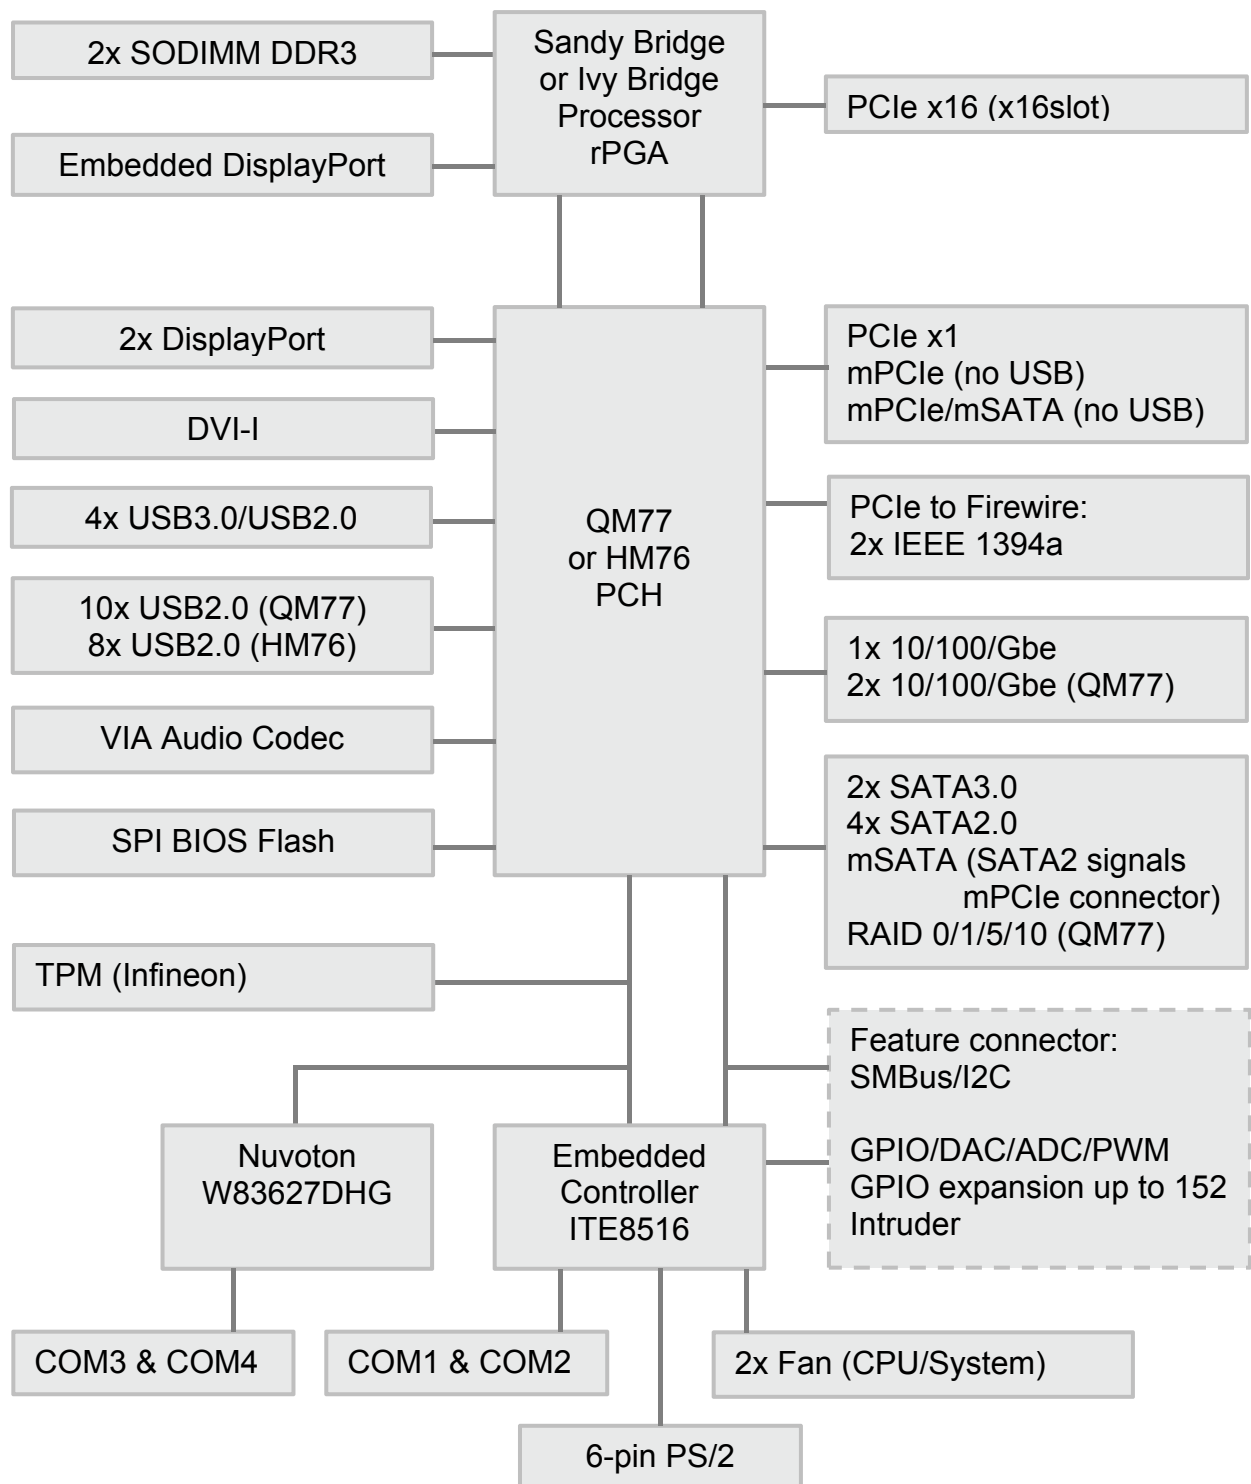 2x SODIMM DDR3
Sandy Bridge
or Ivy Bridge
Processor
rPGA
PCIe x16 (x16slot)
Embedded DisplayPort
2x DisplayPort
PCIe x1
mPCIe (no USB)
mPCIe/mSATA (no USB)
DVI-I
4x USB3.0/USB2.0
QM77
or HM76
PCH
PCIe to Firewire:
2x IEEE 1394a
10x USB2.0 (QM77)
8x USB2.0 (HM76)
1x 10/100/Gbe
2x 10/100/Gbe (QM77)
VIA Audio Codec
2x SATA3.0
4x SATA2.0
mSATA (SATA2 signals
mPCIe connector)
RAID 0/1/5/10 (QM77)
SPI BIOS Flash
TPM (Infineon)
Feature connector:
SMBus/I2C
GPIO/DAC/ADC/PWM
GPIO expansion up to 152
Intruder
Nuvoton
W83627DHG
Embedded
Controller
ITE8516
COM3 & COM4
COM1 & COM2
2x Fan (CPU/System)
6-pin PS/2